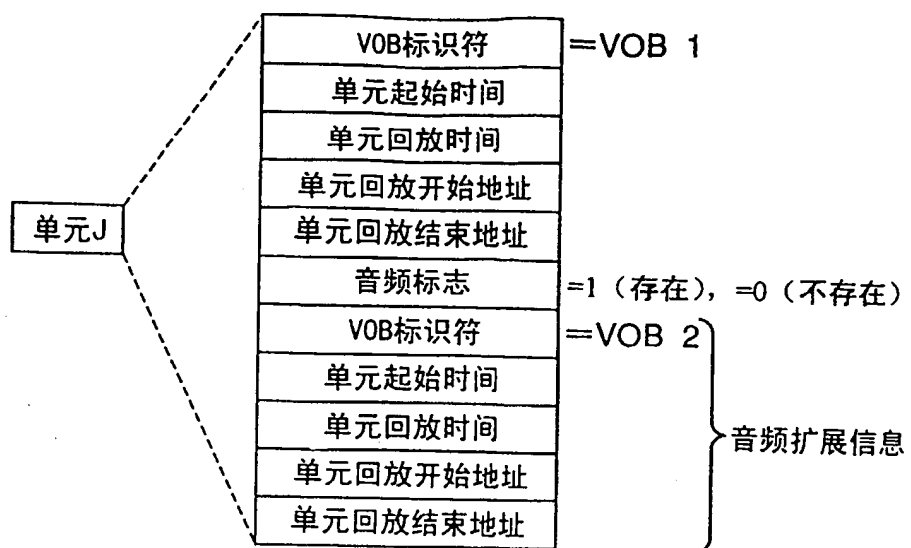 VOB标识符 =VOB 1
单元起始时间
单元回放时间
单元回放开始地址
单元J
单元回放结束地址
音频标志 =1（存在），=0（不存在）
VOB标识符 =VOB 2
单元起始时间
单元回放时间
音频扩展信息
单元回放开始地址
单元回放结束地址